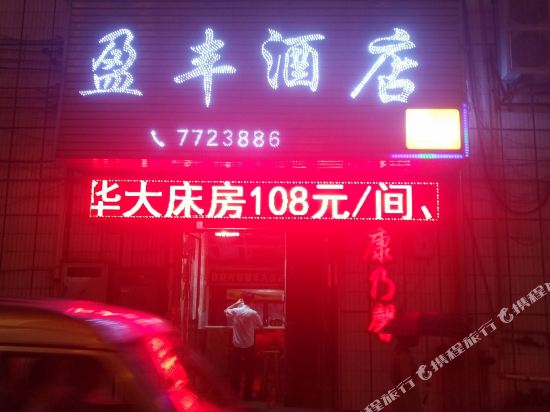 盈丰酒店
7723886
华大床房108元/间、
康乃馨
携程旅行 @携程旅行